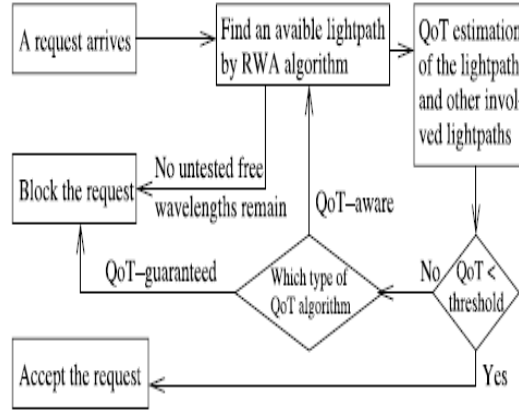 A request arrives
Find an avaible lightpath
by RWA algorithm
QoT estimation
of the lightpath
and other invol-
ved lightpaths
No untested free
wavelengths remain
Block the request
QoT-aware
QoT-guaranteed
Which type of
QoT algorithm
No
QoT <
threshold
Yes
Accept the request